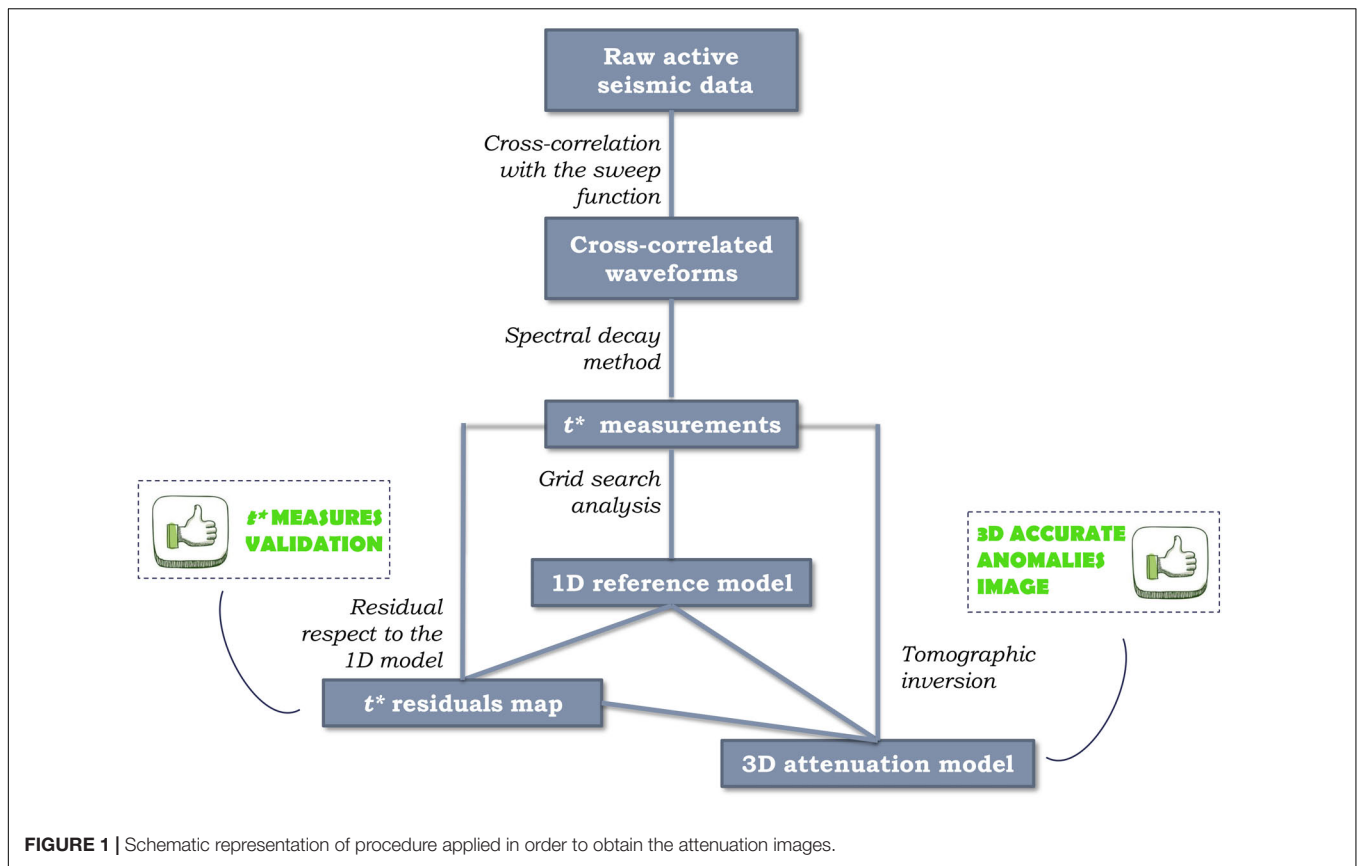 Raw active
seismic data
Cross-correlation
with the sweep
function
Cross-correlated
waveforms
Spectral decay
method
t* measurements
Grid search
analysis
t* MEASURES
VALIDATION
3D ACCURATE
ANOMALIES
IMAGE
1D reference model
Residual
respect to the
1D model
Tomographic
inversion
t* residuals map
3D attenuation model
FIGURE 1 | Schematic representation of procedure applied in order to obtain the attenuation images.